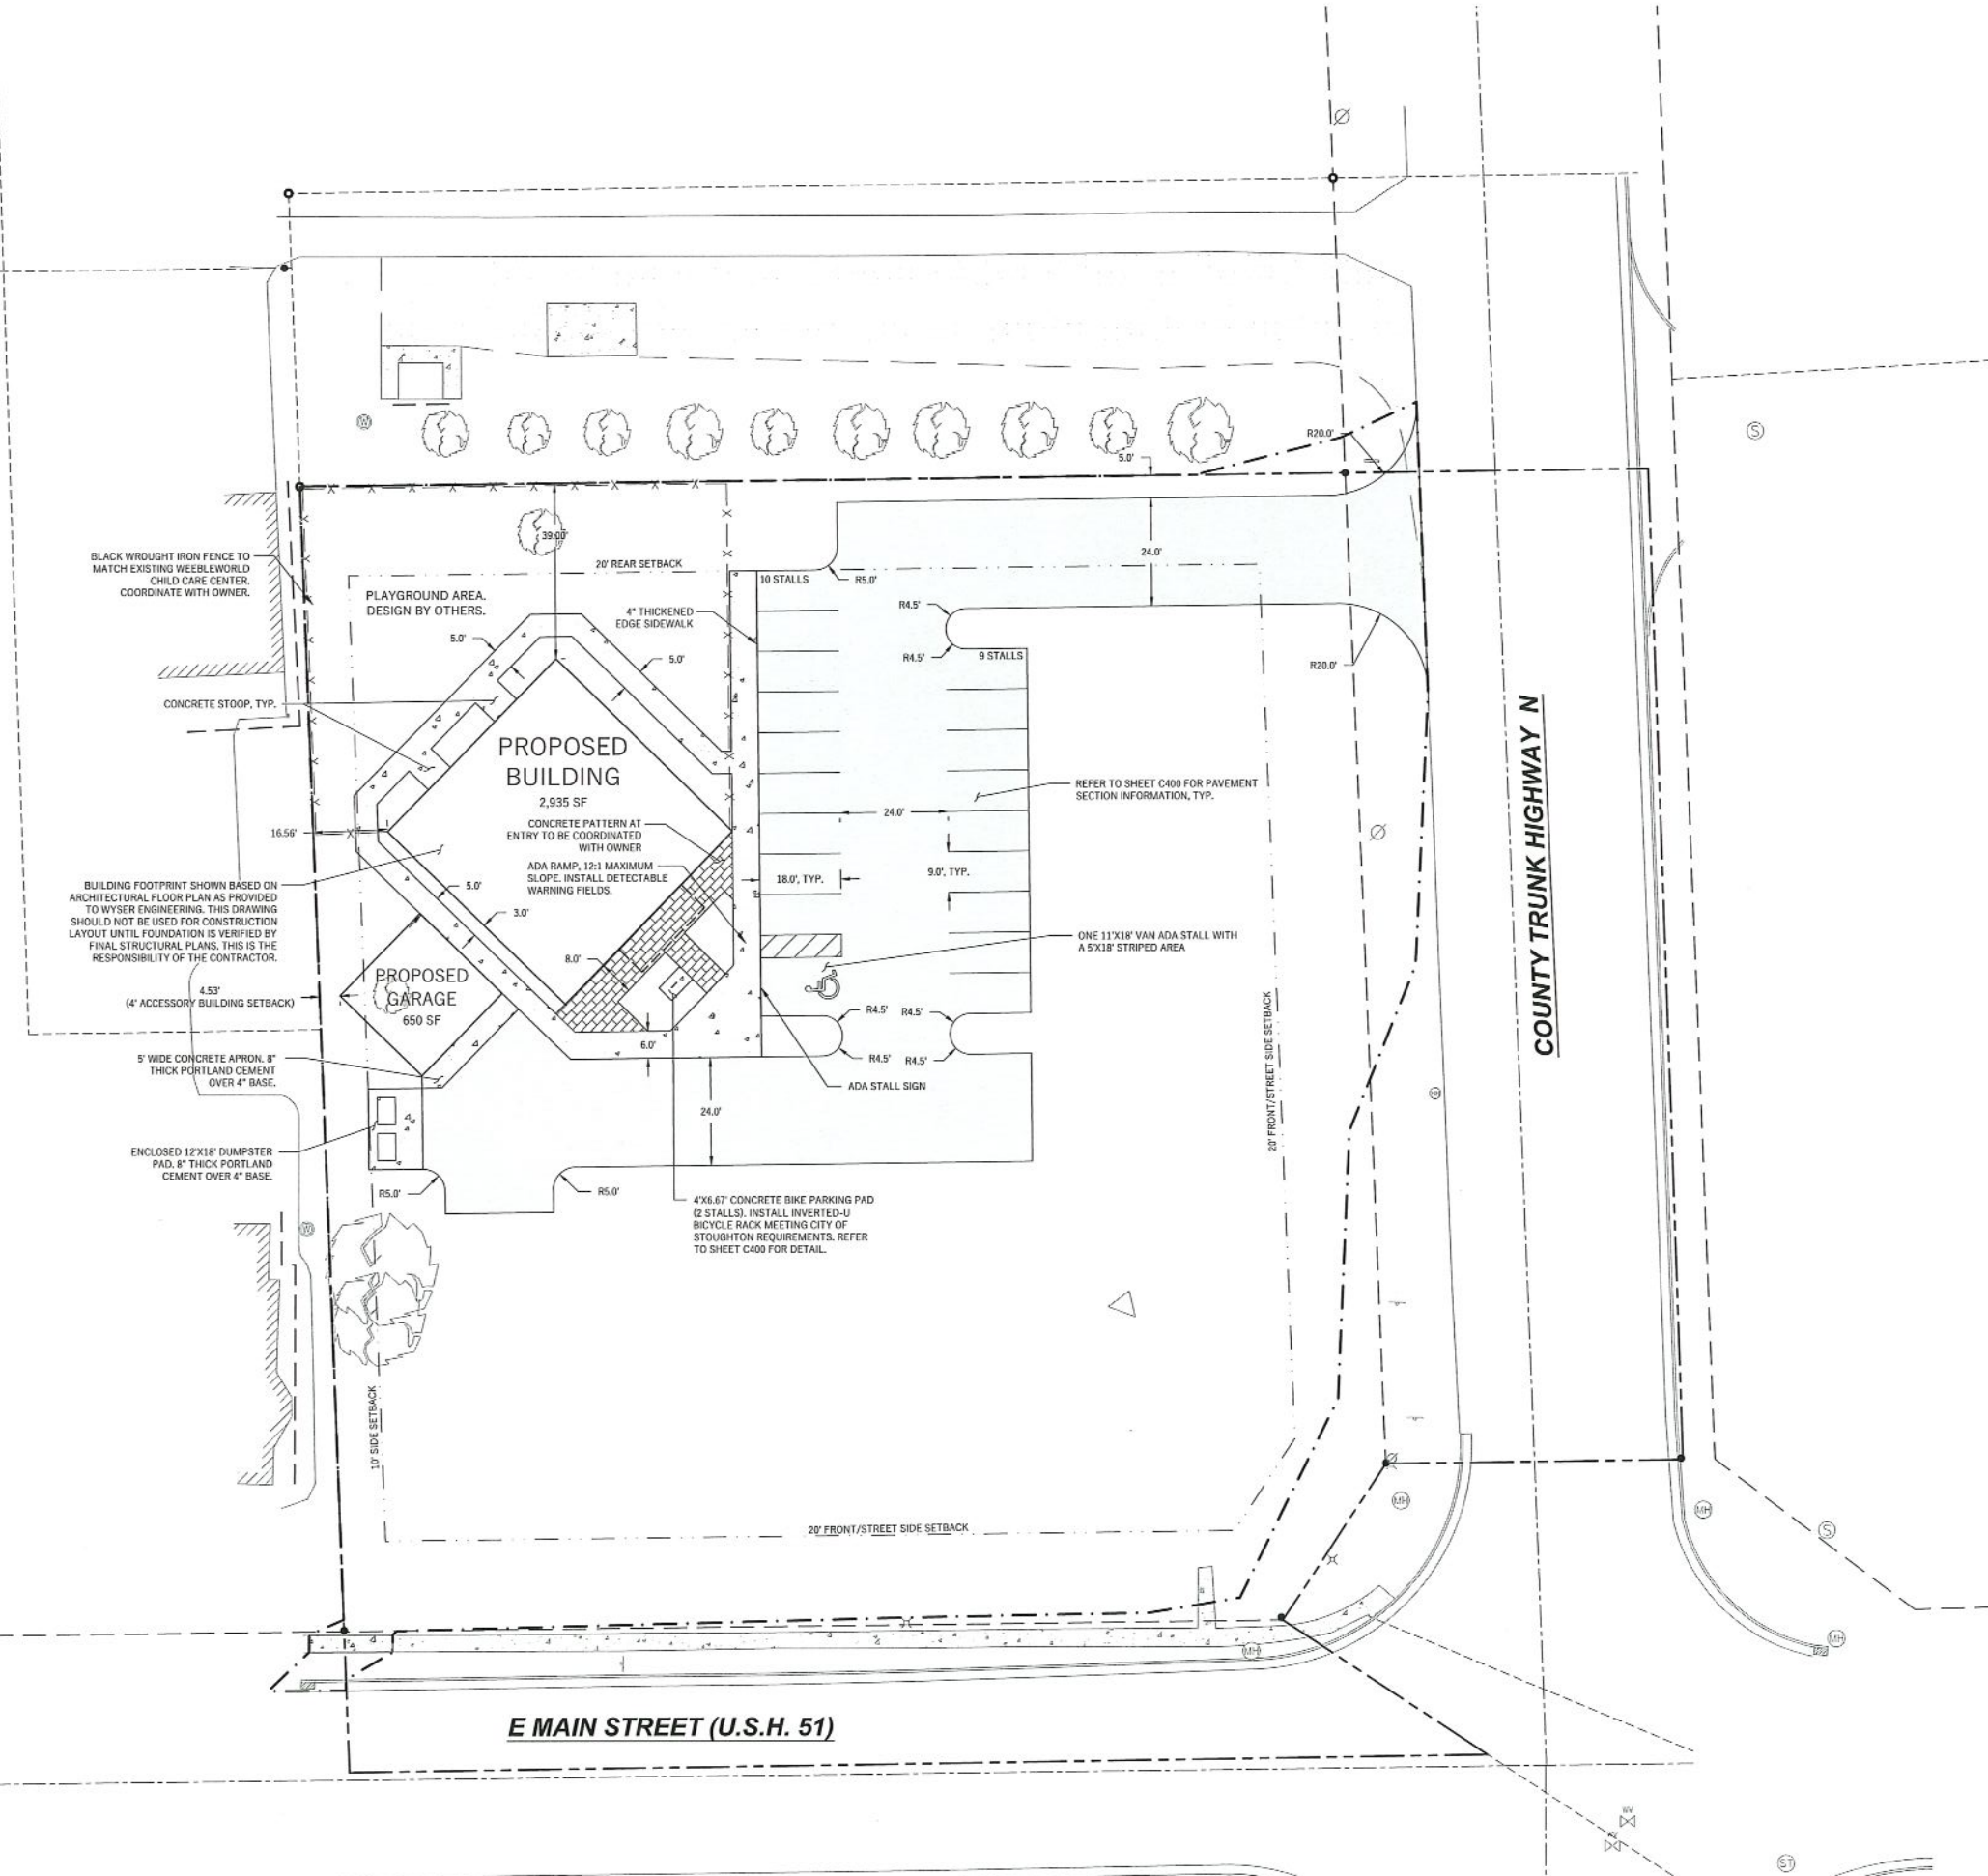 R20.0'
5.0'
39.00'
BLACK WROUGHT IRON FENCE TO
MATCH EXISTING WEEBLEWORLD
CHILD CARE CENTER.
COORDINATE WITH OWNER.
20' REAR SETBACK
24.0'
10 STALLS
R5.0'
PLAYGROUND AREA.
DESIGN BY OTHERS.
4" THICKENED
EDGE SIDEWALK
R4.5'
5.0'
5.0'
R4.5'
9 STALLS
R20.0'
CONCRETE STOOP, TYP.
PROPOSED
BUILDING
2,935 SF
COUNTY TRUNK HIGHWAY N
REFER TO SHEET C400 FOR PAVEMENT
SECTION INFORMATION, TYP.
24.0'
CONCRETE PATTERN AT
ENTRY TO BE COORDINATED
WITH OWNER
16.56'
ADA RAMP, 12:1 MAXIMUM
SLOPE. INSTALL DETECTABLE
WARNING FIELDS.
18.0', TYP.
9.0', TYP.
BUILDING FOOTPRINT SHOWN BASED ON
ARCHITECTURAL FLOOR PLAN AS PROVIDED
TO WYSER ENGINEERING. THIS DRAWING
SHOULD NOT BE USED FOR CONSTRUCTION
LAYOUT UNTIL FOUNDATION IS VERIFIED BY
FINAL STRUCTURAL PLANS. THIS IS THE
RESPONSIBILITY OF THE CONTRACTOR.
5.0'
3.0'
ONE 11'X18' VAN ADA STALL WITH
A 5'X18' STRIPED AREA
8.0'
PROPOSED
GARAGE
650 SF
4.53'
(4' ACCESSORY BUILDING SETBACK)
R4.5'
R4.5'
6.0'
R4.5'
R4.5'
20' FRONT/STREET SIDE SETBACK
5' WIDE CONCRETE APRON. 8"
THICK PORTLAND CEMENT
OVER 4" BASE.
ADA STALL SIGN
24.0'
ENCLOSED 12'X18' DUMPSTER
PAD. 8" THICK PORTLAND
CEMENT OVER 4" BASE.
R5.0'
R5.0'
4'X6.67' CONCRETE BIKE PARKING PAD
(2 STALLS). INSTALL INVERTED-U
BICYCLE RACK MEETING CITY OF
STOUGHTON REQUIREMENTS. REFER
TO SHEET C400 FOR DETAIL.
10' SIDE SETBACK
20' FRONT/STREET SIDE SETBACK
W
W
S
S
MH
MH
MH
MH
E MAIN STREET (U.S.H. 51)
WV
ST